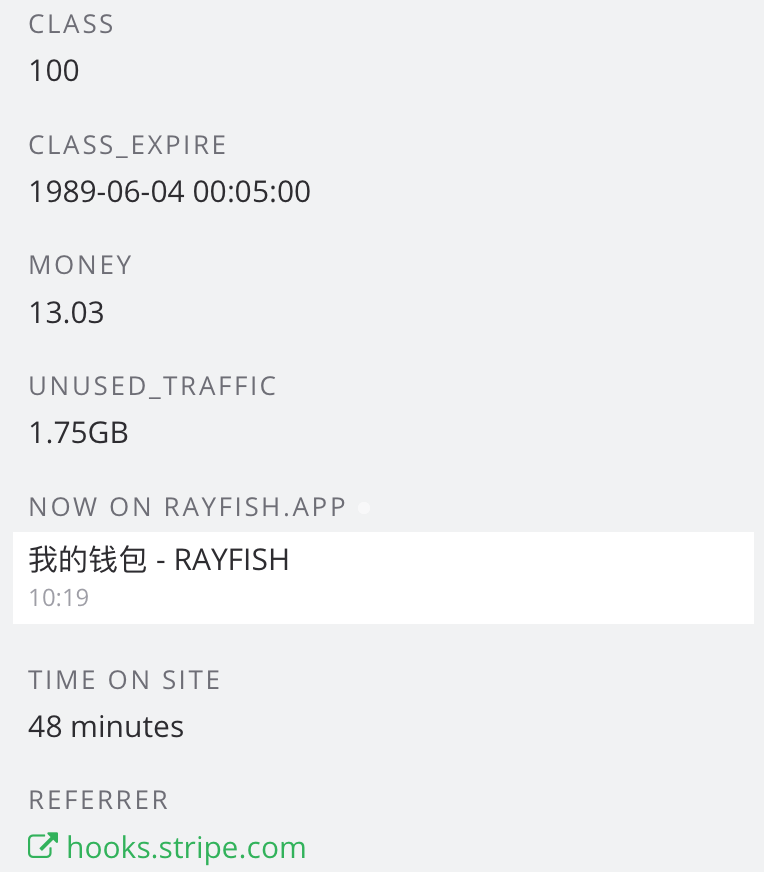 CLASS
100
CLASS_EXPIRE
1989-06-04 00:05:00
MONEY
13.03
UNUSED_TRAFFIC
1.75GB
NOW ON RAYFISH.APP
我的钱包 - RAYFISH
10:19
TIME ON SITE
48 minutes
REFERRER
hooks.stripe.com